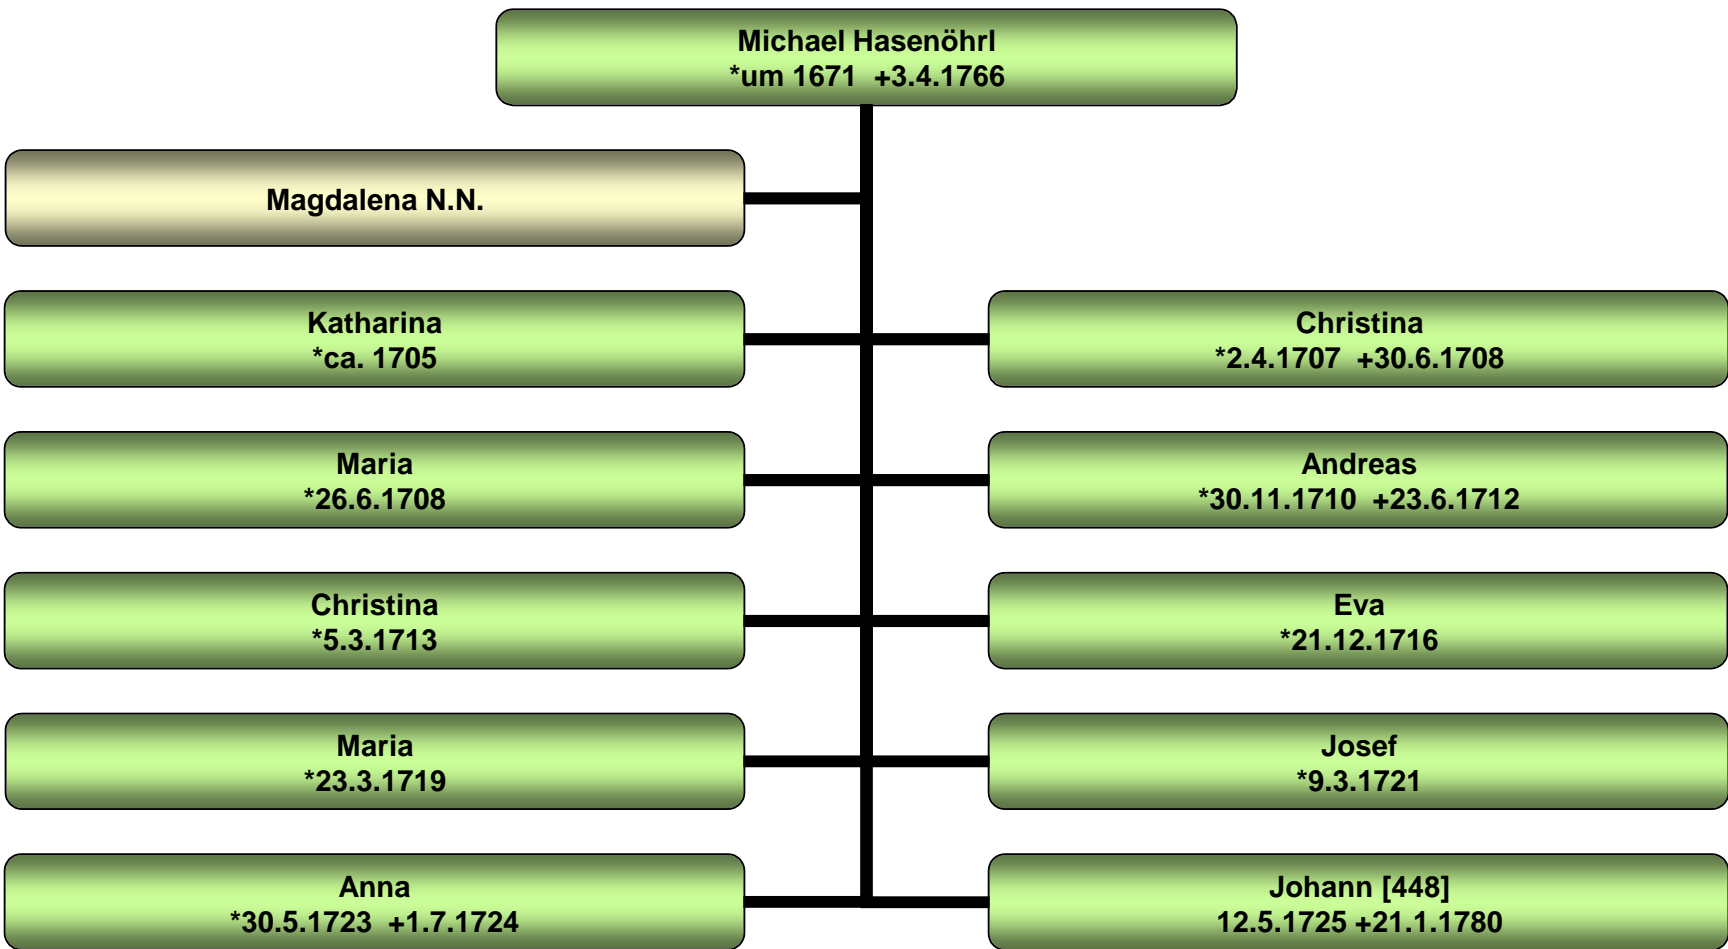 Michael Hasenöhrl
*um 1671  +3.4.1766
Magdalena N.N.
Katharina
*ca. 1705
Christina
*2.4.1707  +30.6.1708
Maria
*26.6.1708
Andreas
*30.11.1710  +23.6.1712
Christina
*5.3.1713
Eva
*21.12.1716
Maria
*23.3.1719
Josef
*9.3.1721
Anna
*30.5.1723  +1.7.1724
Johann [448]
12.5.1725 +21.1.1780